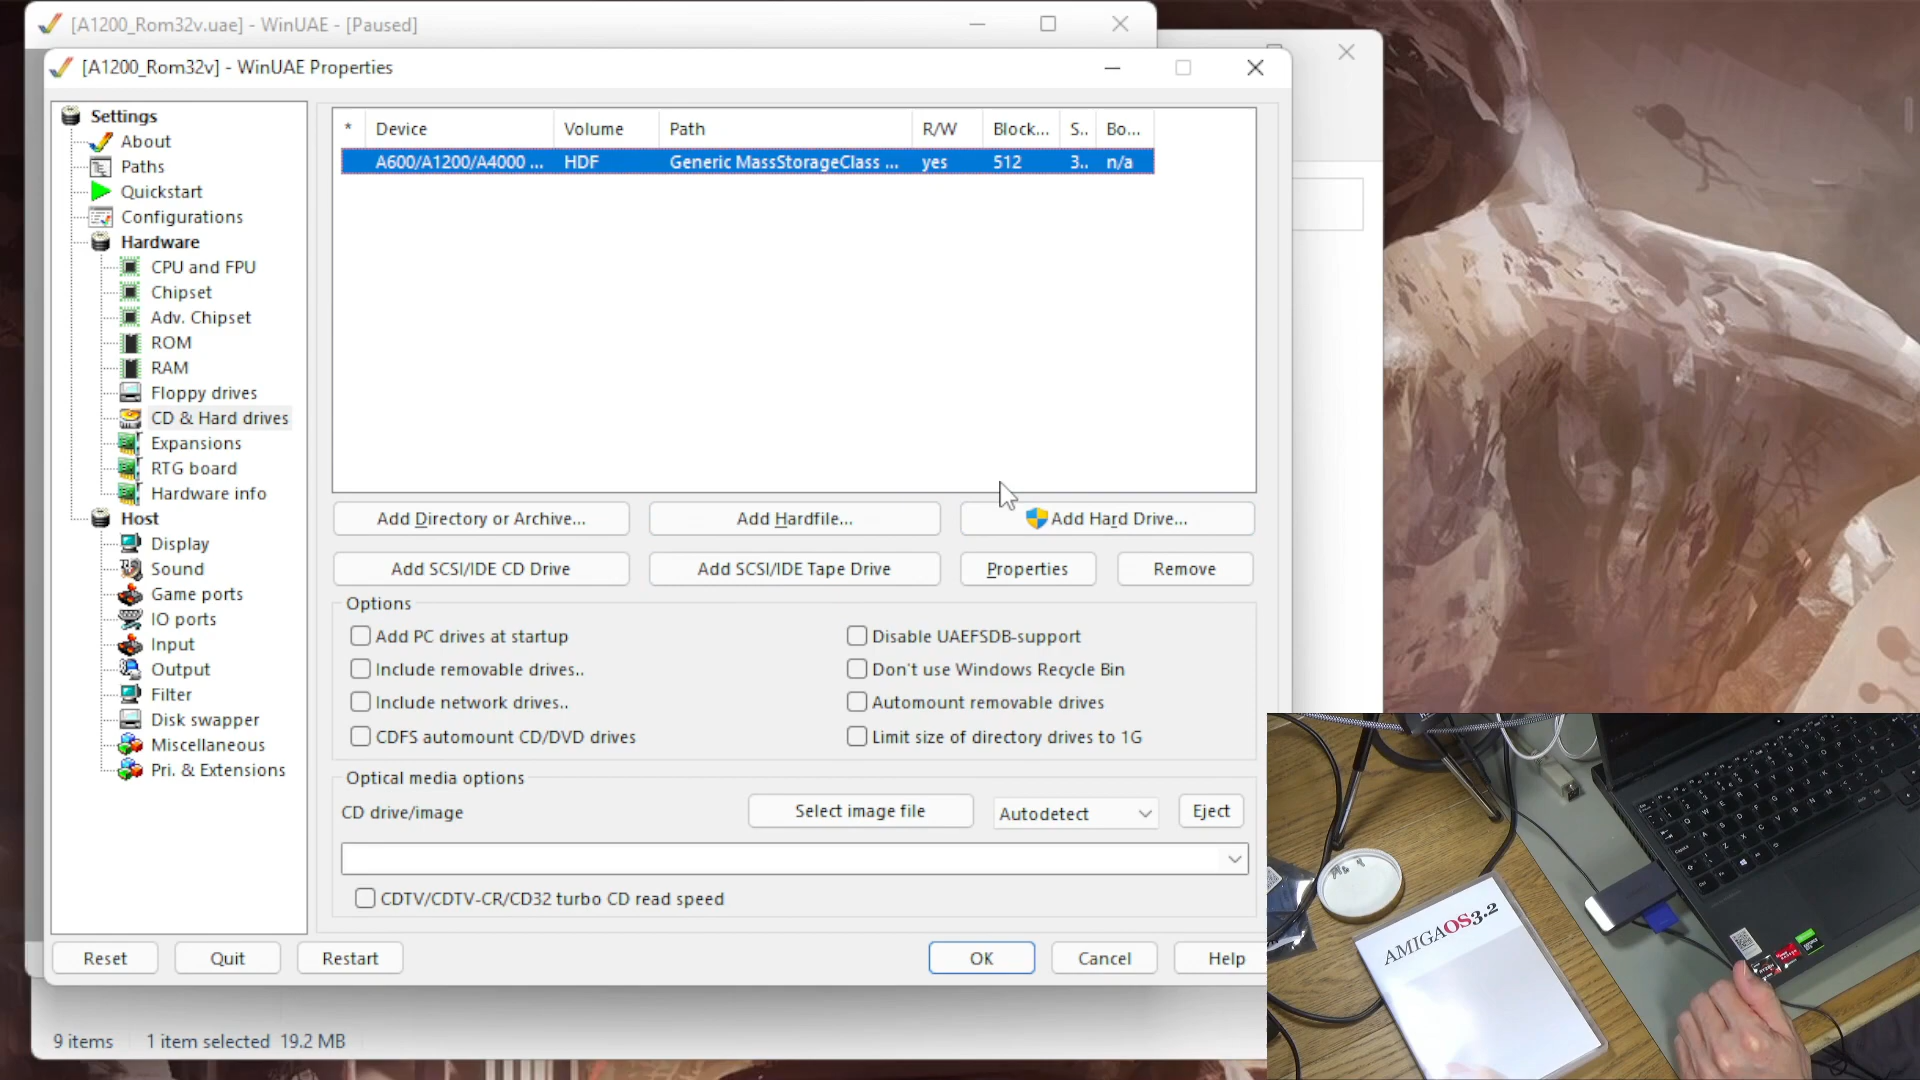 [A1200_Rom32v.uae] - WinUAE - [Paused]
[A1200_Rom32v] - WinUAE Properties
Settings
About
Paths
Quickstart
Configurations
Hardware
CPU and FPU
Chipset
Adv. Chipset
ROM
RAM
Floppy drives
CD & Hard drives
Expansions
RTG board
Hardware info
Host
Display
Sound
Game ports
IO ports
Input
Output
Filter
Disk swapper
Miscellaneous
Pri. & Extensions
* Device Volume Path R/W Block... S.. Bo...
A600/A1200/A4000 ... HDF Generic MassStorageClass ... yes 512 3.. n/a
Add Directory or Archive... Add Hardfile... Add Hard Drive...
Add SCSI/IDE CD Drive Add SCSI/IDE Tape Drive Properties Remove
Options
Add PC drives at startup Disable UAEFSDB-support
Include removable drives.. Don't use Windows Recycle Bin
Include network drives.. Automount removable drives
CDFS automount CD/DVD drives Limit size of directory drives to 1G
Optical media options
CD drive/image Select image file Autodetect Eject
CDTV/CDTV-CR/CD32 turbo CD read speed
Reset Quit Restart OK Cancel Help
9 items 1 item selected 19.2 MB
AMIGAOS3.2